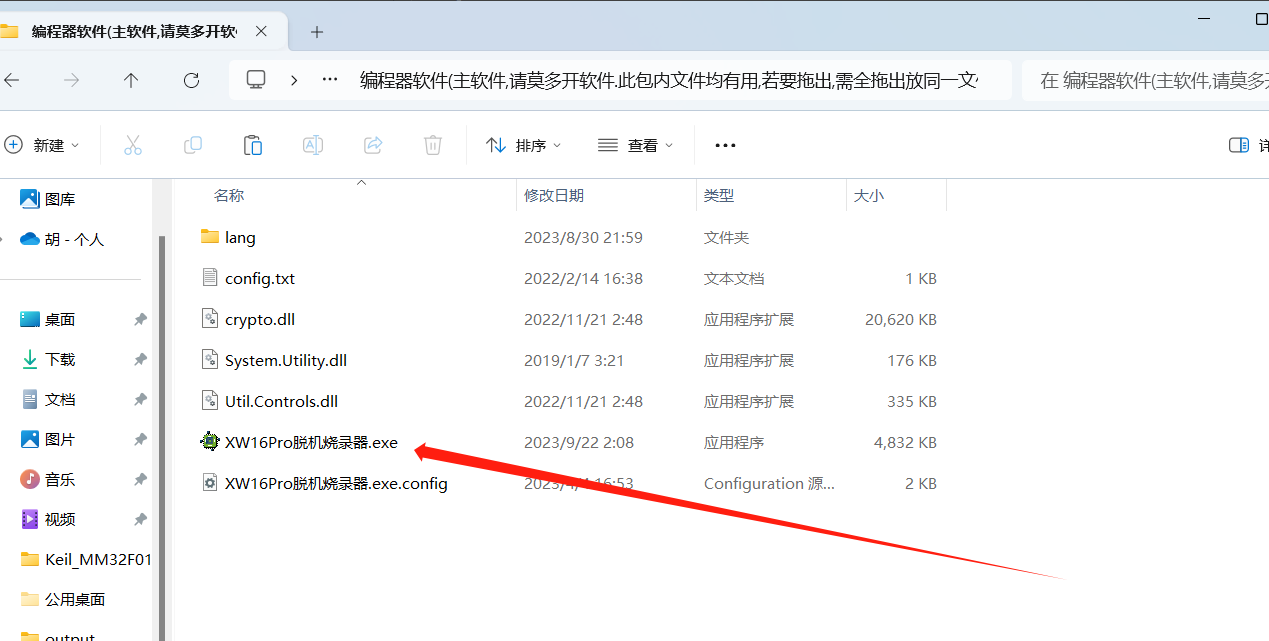 编程器软件(主软件,请莫多开软
编程器软件(主软件,请莫多开软件.此包内文件均有用,若要拖出,需全拖出放同一文
在 编程器软件(主软件,请莫多
新建
排序
查看
名称
修改日期
类型
大小
图库
胡 - 个人
桌面
下载
文档
图片
音乐
视频
Keil_MM32F01
公用桌面
output
lang 2023/8/30 21:59 文件夹
config.txt 2022/2/14 16:38 文本文档 1 KB
crypto.dll 2022/11/21 2:48 应用程序扩展 20,620 KB
System.Utility.dll 2019/1/7 3:21 应用程序扩展 176 KB
Util.Controls.dll 2022/11/21 2:48 应用程序扩展 335 KB
XW16Pro脱机烧录器.exe 2023/9/22 2:08 应用程序 4,832 KB
XW16Pro脱机烧录器.exe.config 16:53 Configuration 源... 2 KB